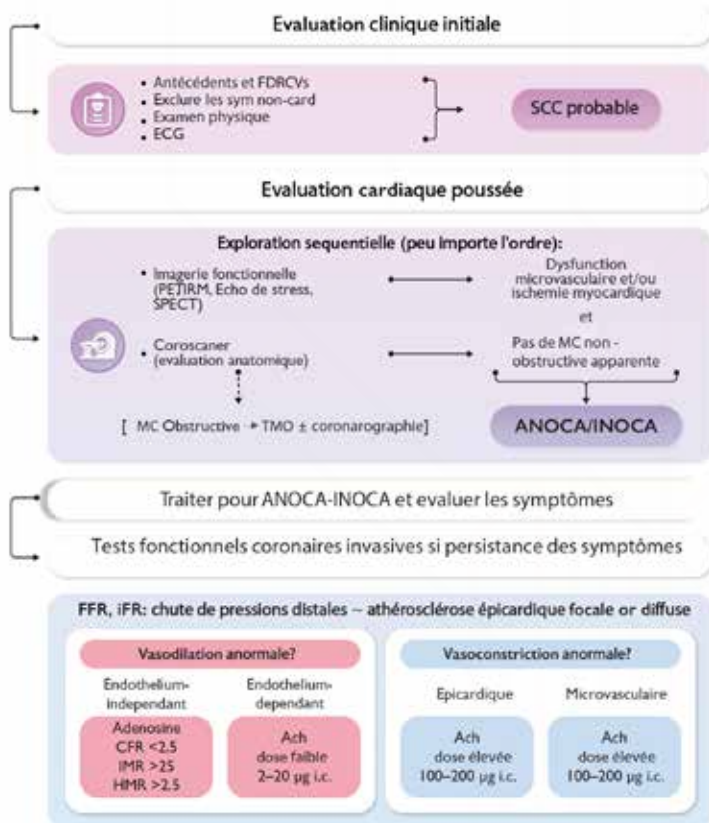 Evaluation clinique initiale
• Antécédents et FDRCVs
• Exclure les sym non-card
• Examen physique
• ECG
SCC probable
Evaluation cardiaque poussée
Exploration sequentielle (peu importe l'ordre):
• Imagerie fonctionnelle
(PETIRM, Echo de stress,
SPECT)
Dysfunction
microvasculaire et/ou
ischemie myocardique
et
• Coroscaner
(evaluation anatomique)
Pas de MC non -
obstructive apparente
[ MC Obstructive → TMO ± coronarographie]
ANOCA/INOCA
Traiter pour ANOCA-INOCA et evaluer les symptômes
Tests fonctionnels coronaires invasives si persistance des symptômes
FFR, iFR: chute de pressions distales ~ athérosclérose épicardique focale or diffuse
Vasodilation anormale?
Endothelium-
independant
Endothelium-
dependant
Adenosine
CFR <2.5
IMR >25
HMR >2.5
Ach
dose faible
2–20 µg i.c.
Vasoconstriction anormale?
Epicardique
Microvasculaire
Ach
dose élevée
100–200 µg i.c.
Ach
dose élevée
100–200 µg i.c.